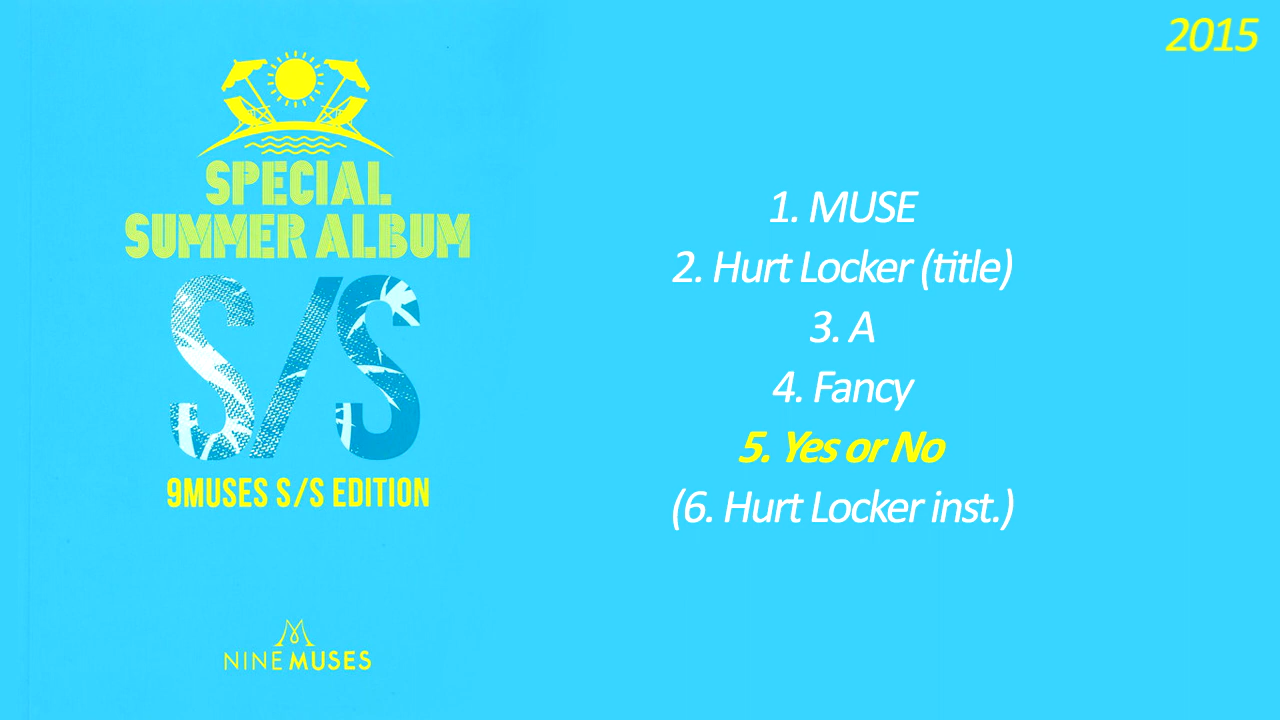 2015
SPECIAL
SUMMER ALBUM
S/S
9MUSES S/S EDITION
NINE MUSES
1. MUSE
2. Hurt Locker (title)
3. A
4. Fancy
5. Yes or No
(6. Hurt Locker inst.)